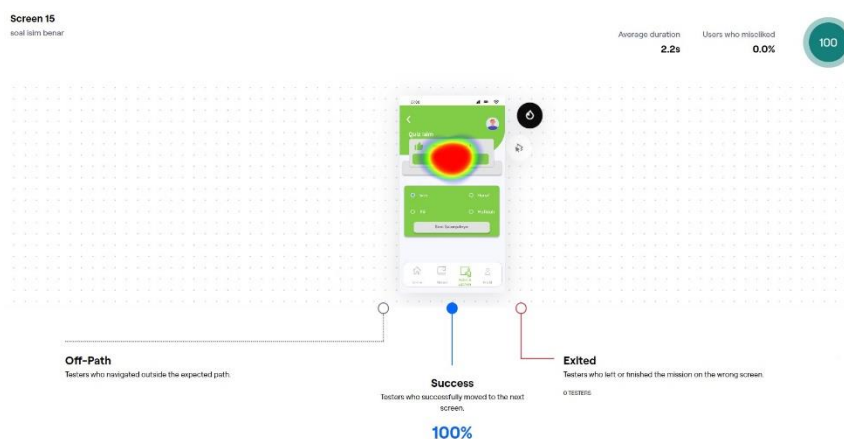 Screen 15
soal isim benar
Average duration
2.2s
Users who misclicked
0.0%
100
Quiz Isim
Off-Path
Testers who navigated outside the expected path.
Success
Testers who successfully moved to the next
screen.
100%
Exited
Testers who left or finished the mission on the wrong screen.
0 TESTERS